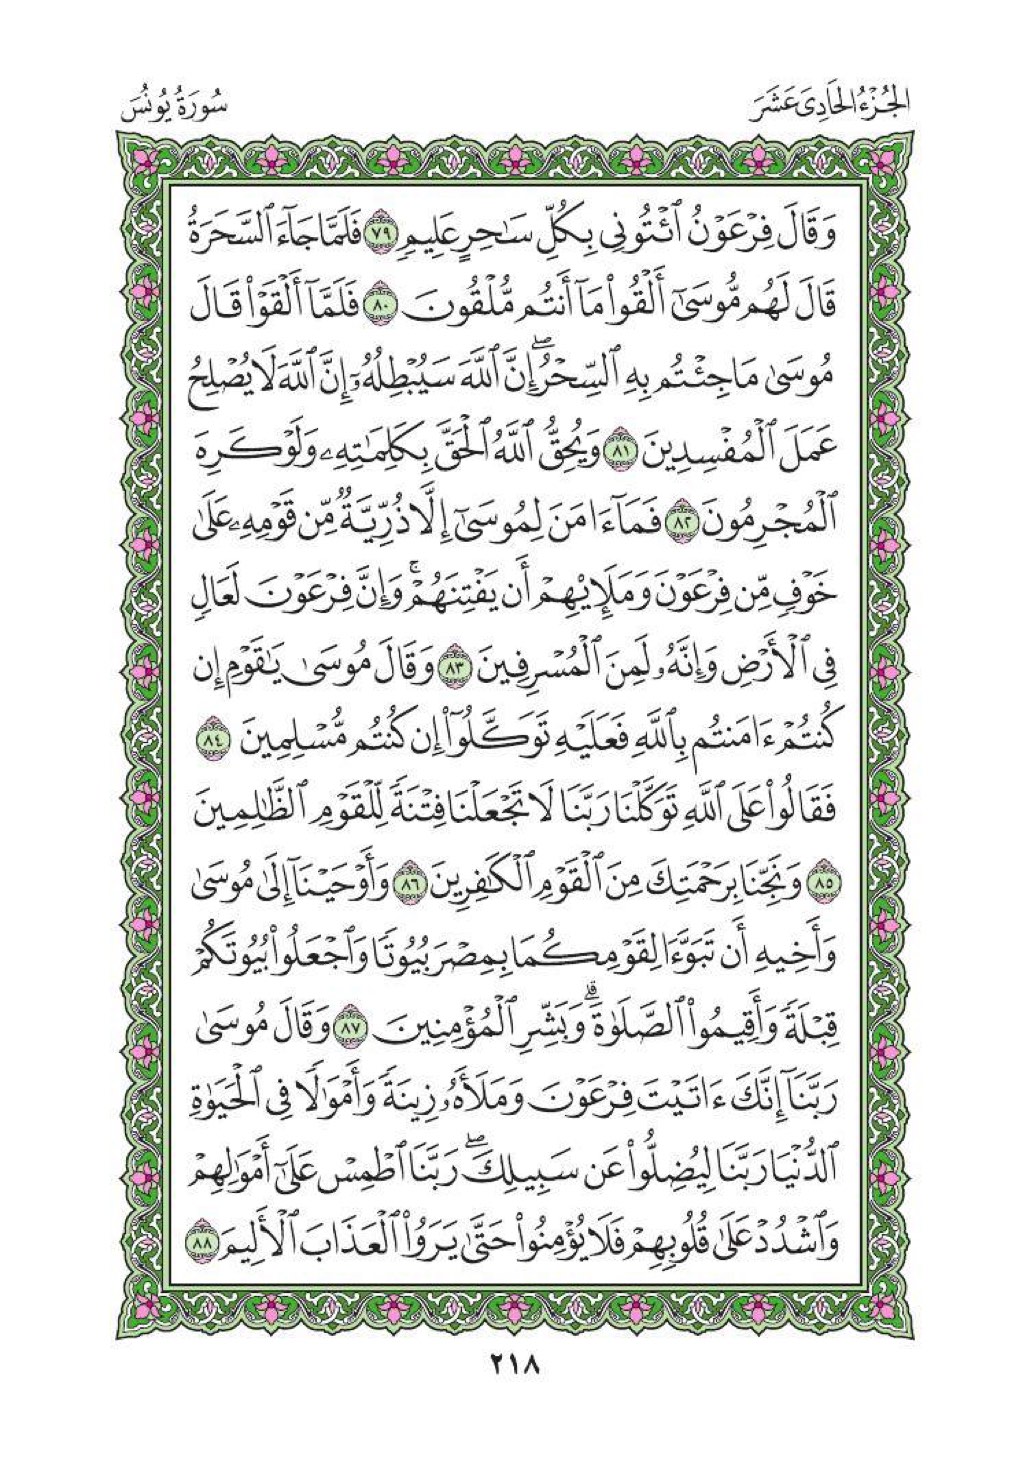 الجُزْءُ الحَادِيَ عَشَرَ
سُورَةُ يُونُسَ
وَقَالَ فِرْعَوْنُ ٱئْتُونِي بِكُلِّ سَٰحِرٍ عَلِيمٖ ٧٩ فَلَمَّا جَآءَ ٱلسَّحَرَةُ
قَالَ لَهُم مُّوسَىٰٓ أَلْقُوا۟ مَآ أَنتُم مُّلْقُونَ ٨٠ فَلَمَّآ أَلْقَوْا۟ قَالَ
مُوسَىٰ مَا جِئْتُم بِهِ ٱلسِّحْرُۖ إِنَّ ٱللَّهَ سَيُبْطِلُهُۥٓ إِنَّ ٱللَّهَ لَا يُصْلِحُ
عَمَلَ ٱلْمُفْسِدِينَ ٨١ وَيُحِقُّ ٱللَّهُ ٱلْحَقَّ بِكَلِمَٰتِهِۦ وَلَوْ كَرِهَ
ٱلْمُجْرِمُونَ ٨٢ فَمَآ ءَامَنَ لِمُوسَىٰٓ إِلَّا ذُرِّيَّةٌ مِّن قَوْمِهِۦ عَلَىٰ
خَوْفٍ مِّن فِرْعَوْنَ وَمَلَإِي۟هِمْ أَن يَفْتِنَهُمْۚ وَإِنَّ فِرْعَوْنَ لَعَالٍ
فِي ٱلْأَرْضِ وَإِنَّهُۥ لَمِنَ ٱلْمُسْرِفِينَ ٨٣ وَقَالَ مُوسَىٰ يَٰقَوْمِ إِن
كُنتُمْ ءَامَنتُم بِٱللَّهِ فَعَلَيْهِ تَوَكَّلُوٓا۟ إِن كُنتُم مُّسْلِمِينَ ٨٤
فَقَالُوا۟ عَلَى ٱللَّهِ تَوَكَّلْنَا رَبَّنَا لَا تَجْعَلْنَا فِتْنَةً لِّلْقَوْمِ ٱلظَّٰلِمِينَ
٨٥ وَنَجِّنَا بِرَحْمَتِكَ مِنَ ٱلْقَوْمِ ٱلْكَٰفِرِينَ ٨٦ وَأَوْحَيْنَآ إِلَىٰ مُوسَىٰ
وَأَخِيهِ أَن تَبَوَّءَا لِقَوْمِكُمَا بِمِصْرَ بُيُوتًا وَٱجْعَلُوا۟ بُيُوتَكُمْ
قِبْلَةً وَأَقِيمُوا۟ ٱلصَّلَوٰةَۗ وَبَشِّرِ ٱلْمُؤْمِنِينَ ٨٧ وَقَالَ مُوسَىٰ
رَبَّنَآ إِنَّكَ ءَاتَيْتَ فِرْعَوْنَ وَمَلَأَهُۥ زِينَةً وَأَمْوَٰلًا فِي ٱلْحَيَوٰةِ
ٱلدُّنْيَا رَبَّنَا لِيُضِلُّوا۟ عَن سَبِيلِكَۖ رَبَّنَا ٱطْمِسْ عَلَىٰٓ أَمْوَٰلِهِمْ
وَٱشْدُدْ عَلَىٰ قُلُوبِهِمْ فَلَا يُؤْمِنُوا۟ حَتَّىٰ يَرَوُا۟ ٱلْعَذَابَ ٱلْأَلِيمَ ٨٨
٢١٨